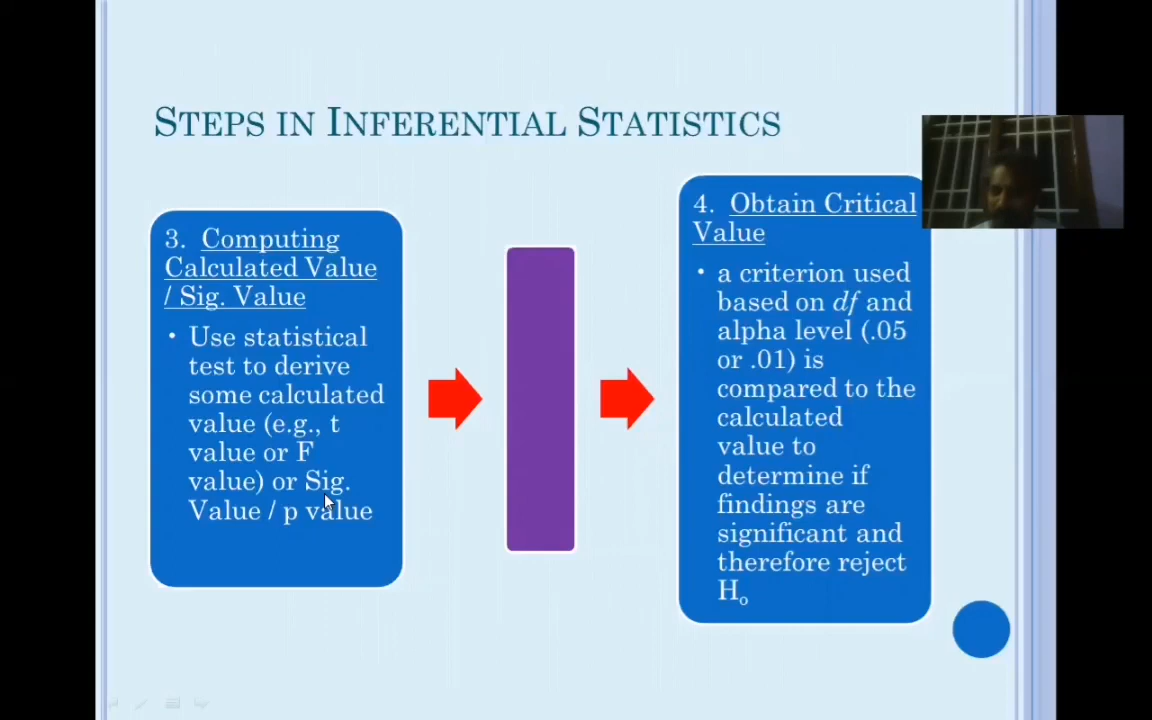 STEPS IN INFERENTIAL STATISTICS
3. Computing
Calculated Value
/ Sig. Value
• Use statistical
test to derive
some calculated
value (e.g., t
value or F
value) or Sig.
Value / p value
4. Obtain Critical
Value
• a criterion used
based on df and
alpha level (.05
or .01) is
compared to the
calculated
value to
determine if
findings are
significant and
therefore reject
Hₒ